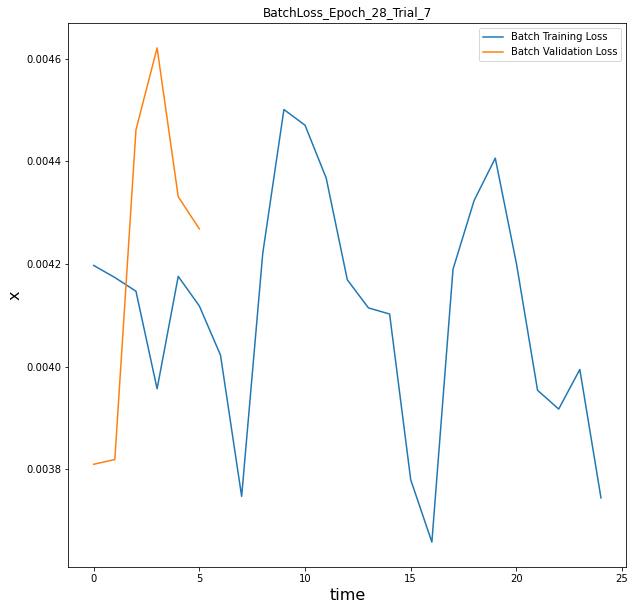 BatchLoss_Epoch_28_Trial_7
Batch Training Loss
Batch Validation Loss
0.0046
0.0044
0.0042
0.0040
0.0038
x
0 5 10 15 20 25
time